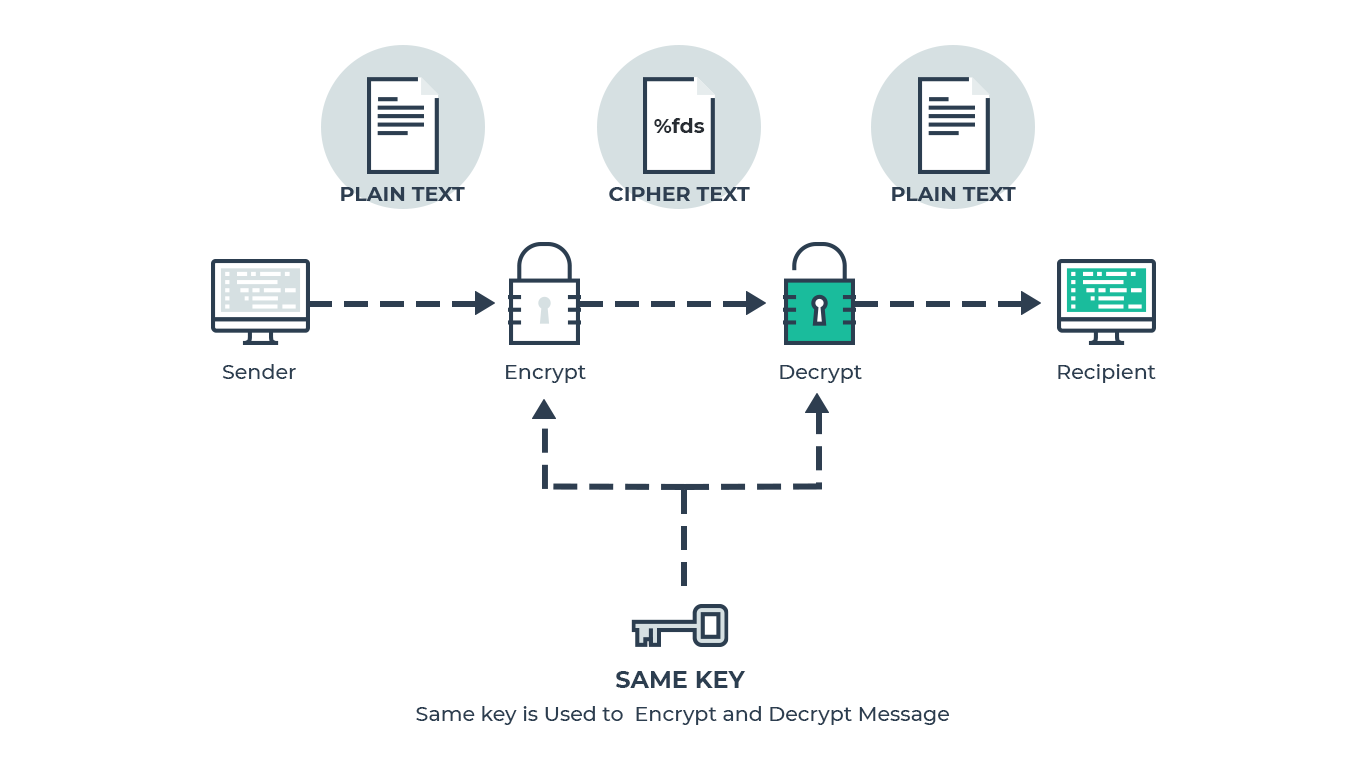 PLAIN TEXT
%fds
CIPHER TEXT
PLAIN TEXT
Sender
Encrypt
Decrypt
Recipient
SAME KEY
Same key is Used to  Encrypt and Decrypt Message